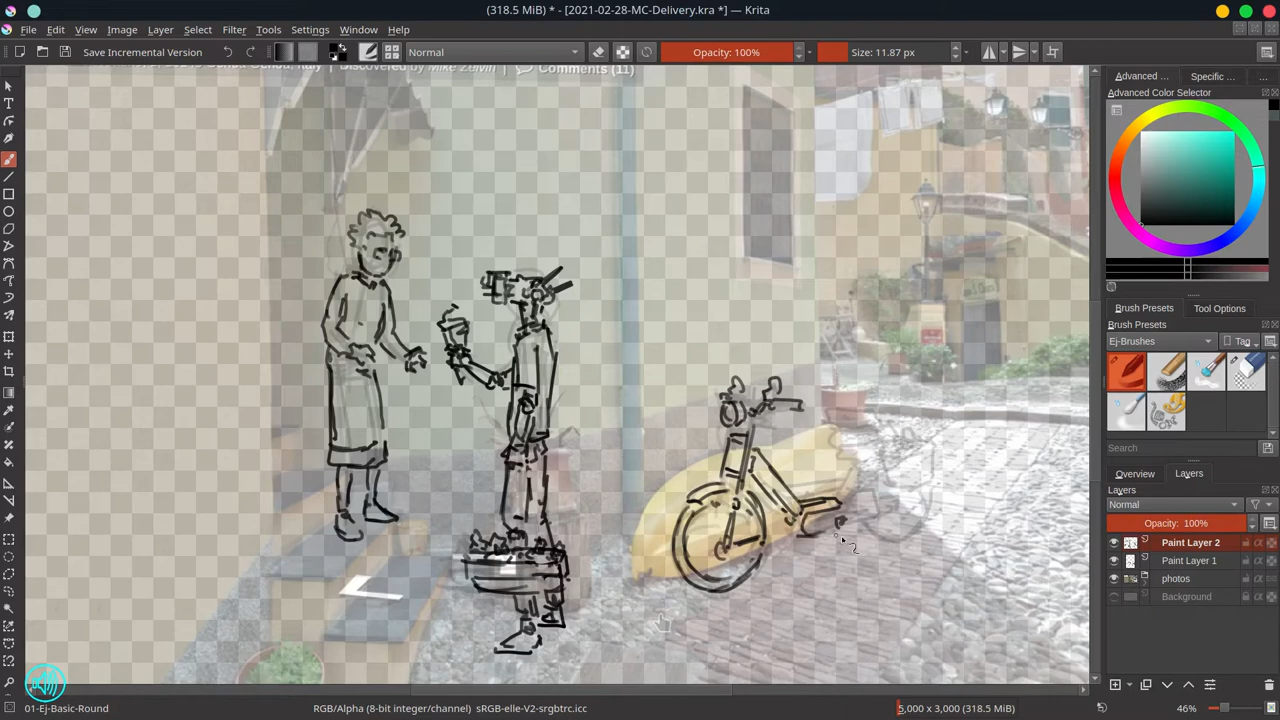 (318.5 MiB) * - [2021-02-28-MC-Delivery.kra *] — Krita
File Edit View Image Layer Select Filter Tools Settings Window Help
Save Incremental Version Normal Opacity: 100% Size: 11.87 px
Discovered by Mike Zelvin Comments (11)
Advanced ... Specific ... ...
Advanced Color Selector
Brush Presets Tool Options
Brush Presets
Ej-Brushes Tag
Search
Overview Layers
Layers
Normal
Opacity: 100%
Paint Layer 2
Paint Layer 1
photos
Background
01-Ej-Basic-Round RGB/Alpha (8-bit integer/channel) sRGB-elle-V2-srgbtrc.icc 5,000 x 3,000 (318.5 MiB) 46%